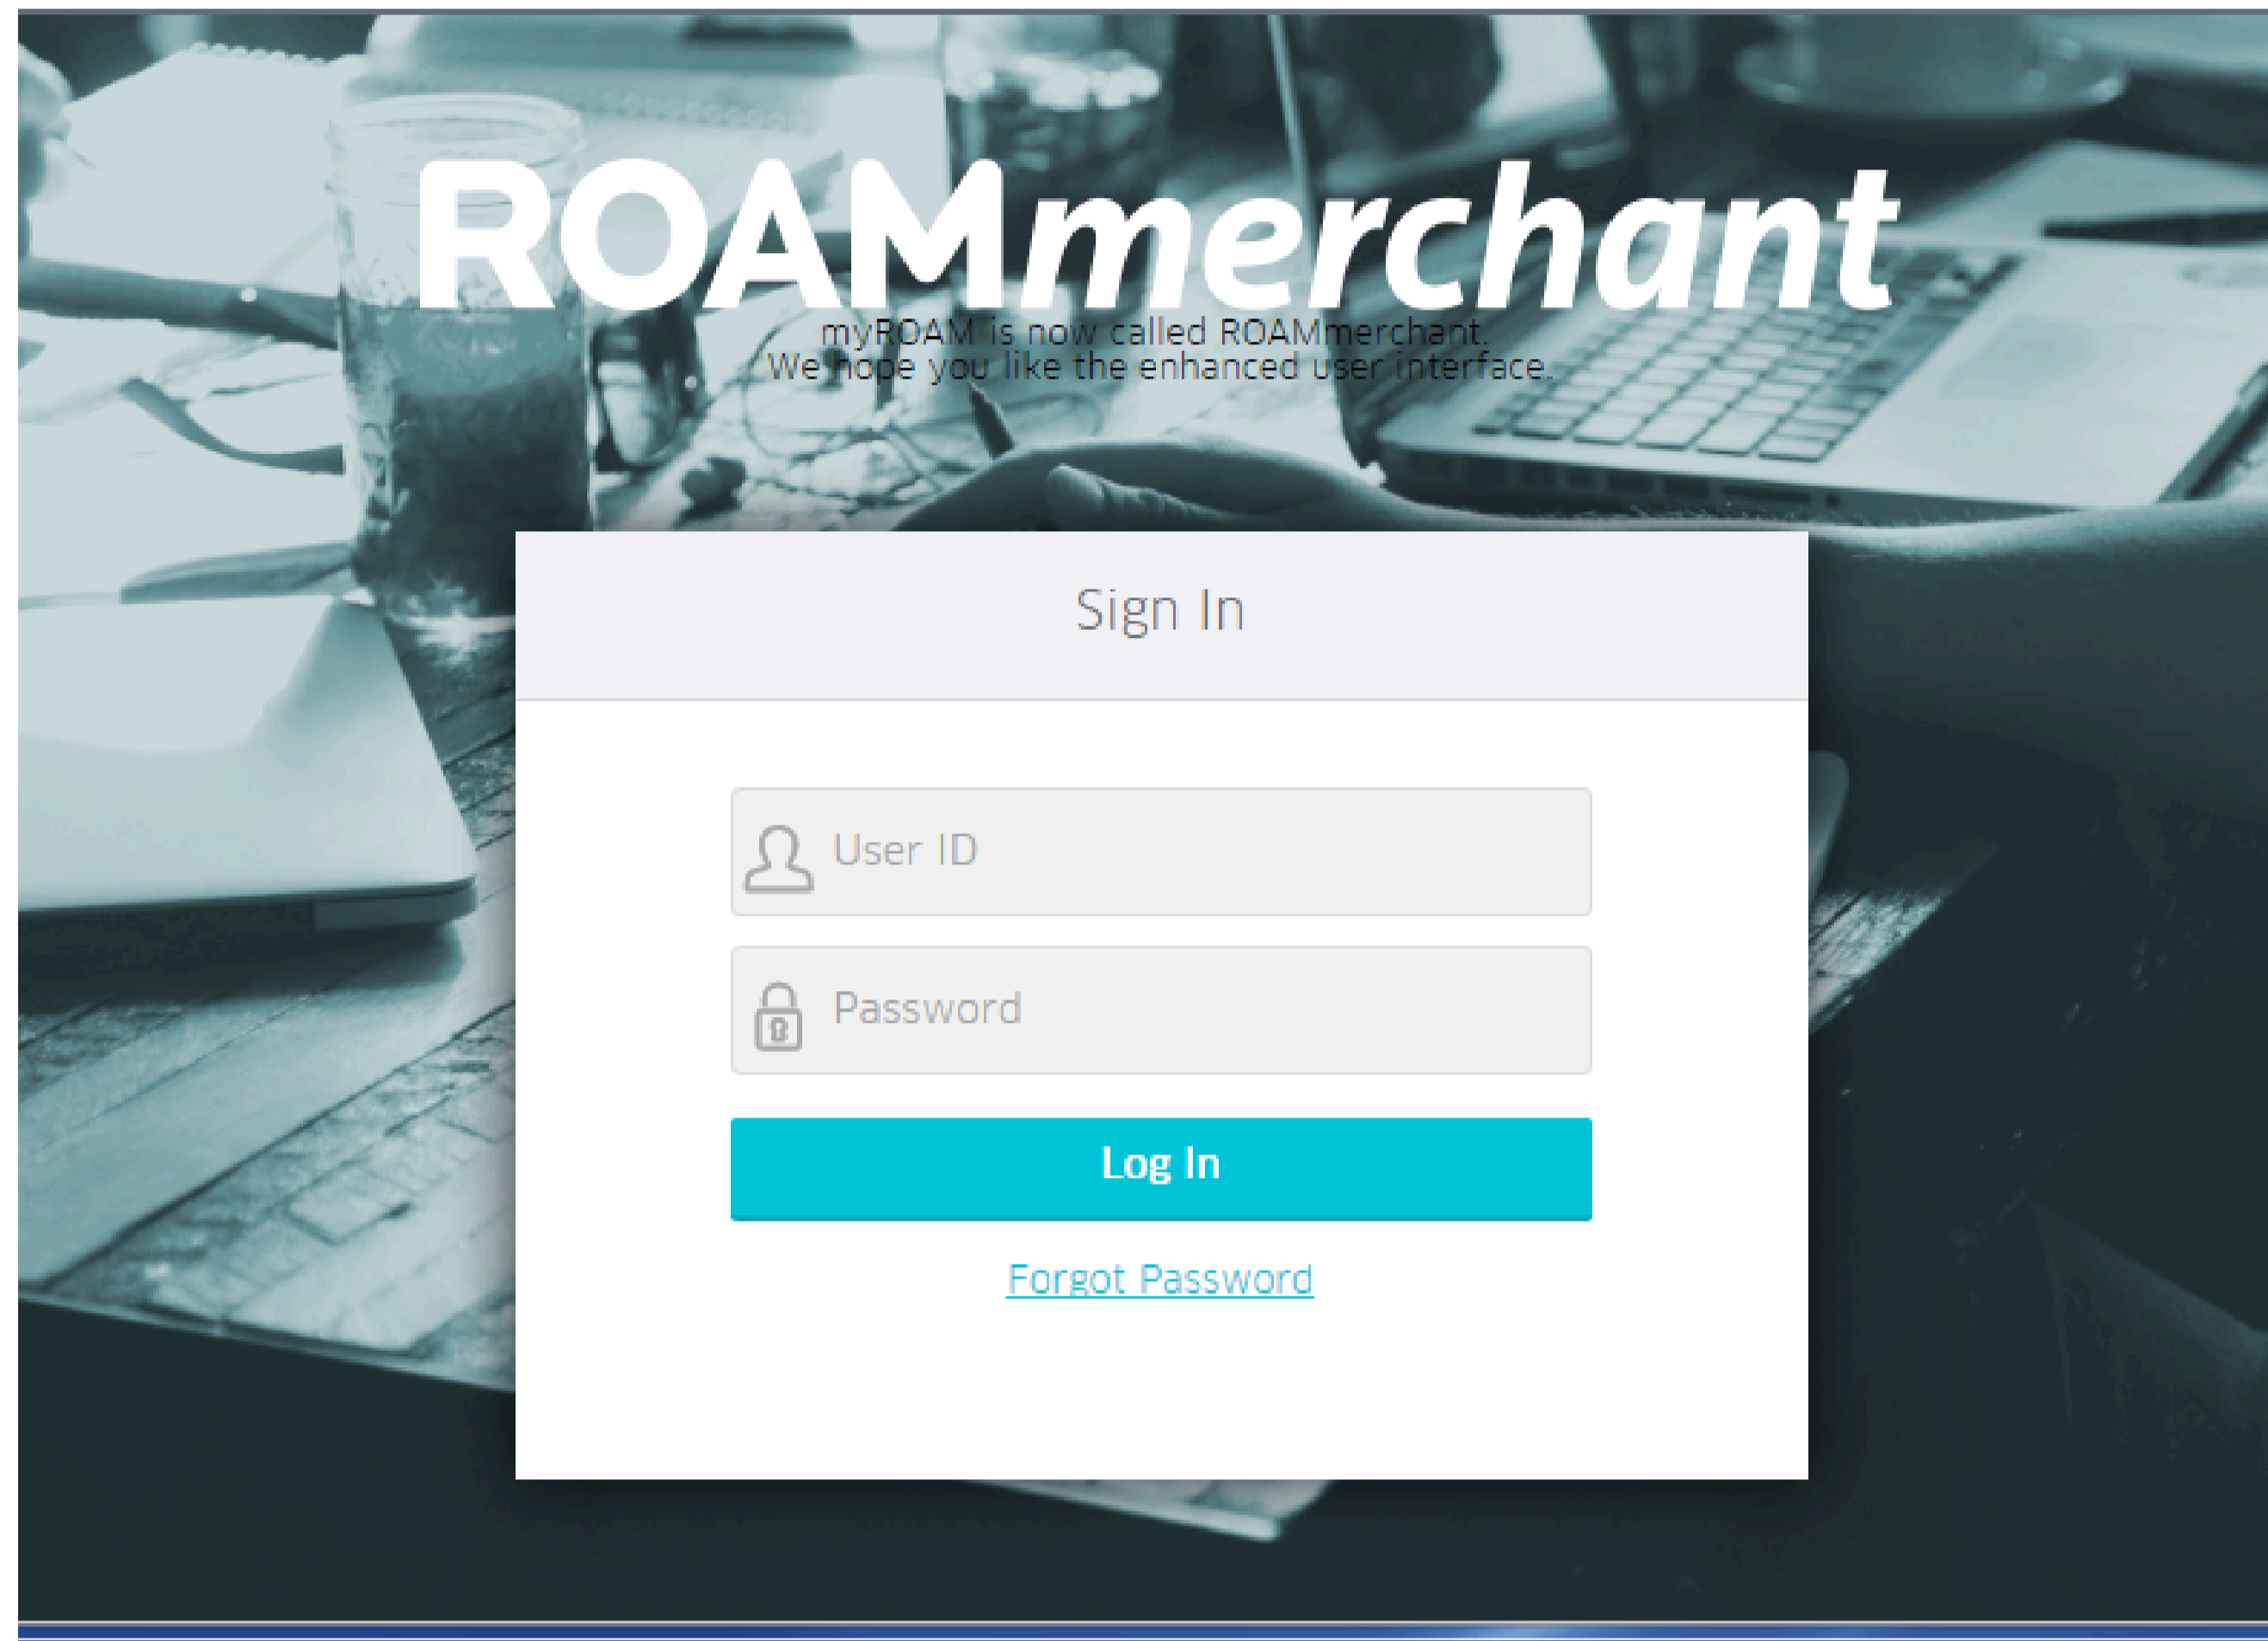 ROAMmerchant
myROAM is now called ROAMmerchant.
We hope you like the enhanced user interface.
Sign In
User ID
Password
Log In
Forgot Password